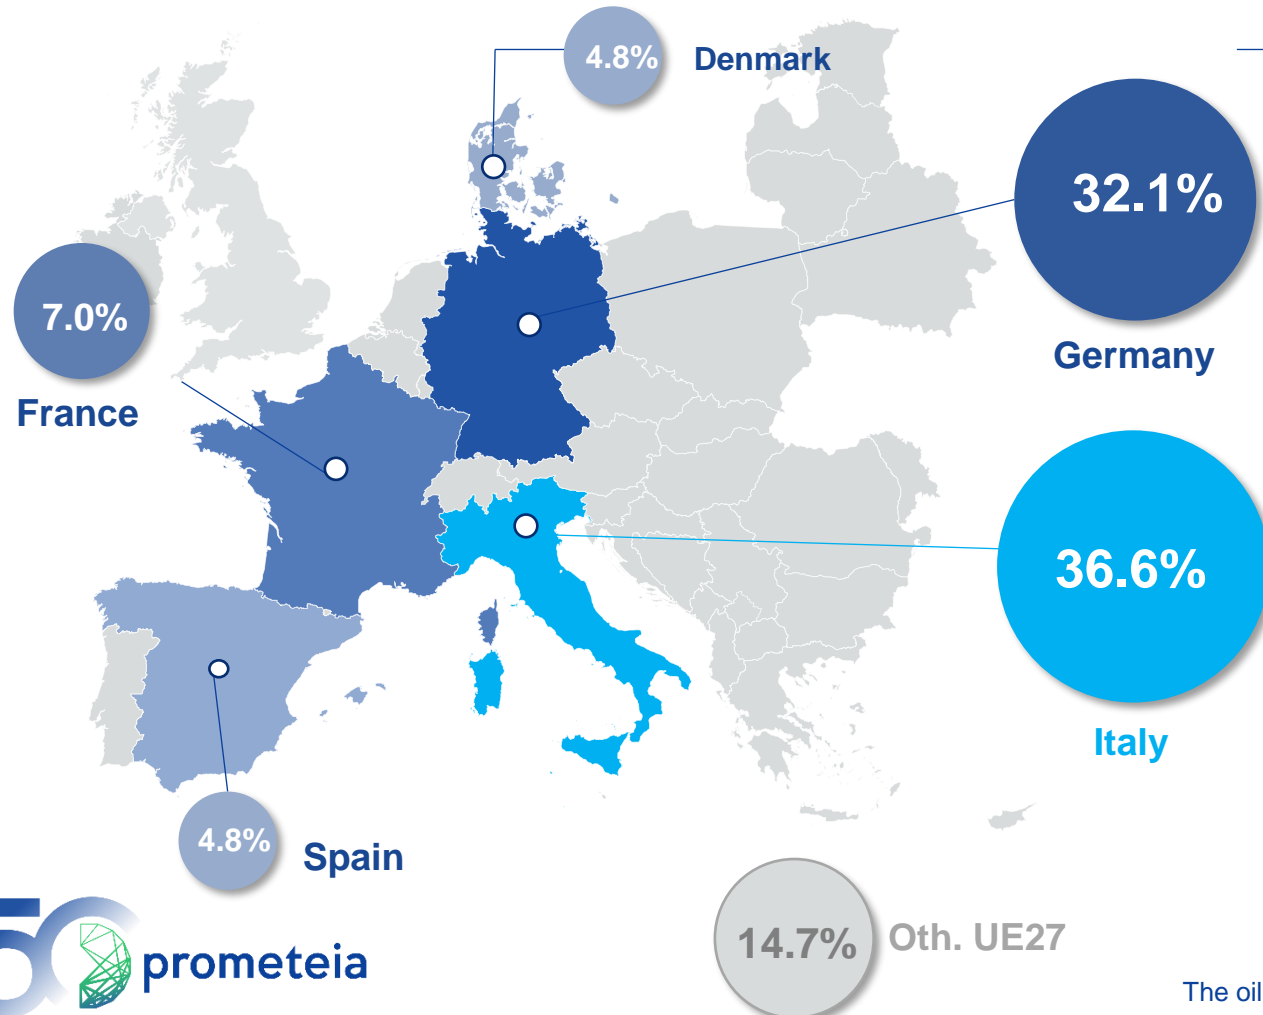 4.8%
Denmark
32.1%
Germany
7.0%
France
36.6%
Italy
4.8%
Spain
14.7%
Oth. UE27
50
prometeia
The oil